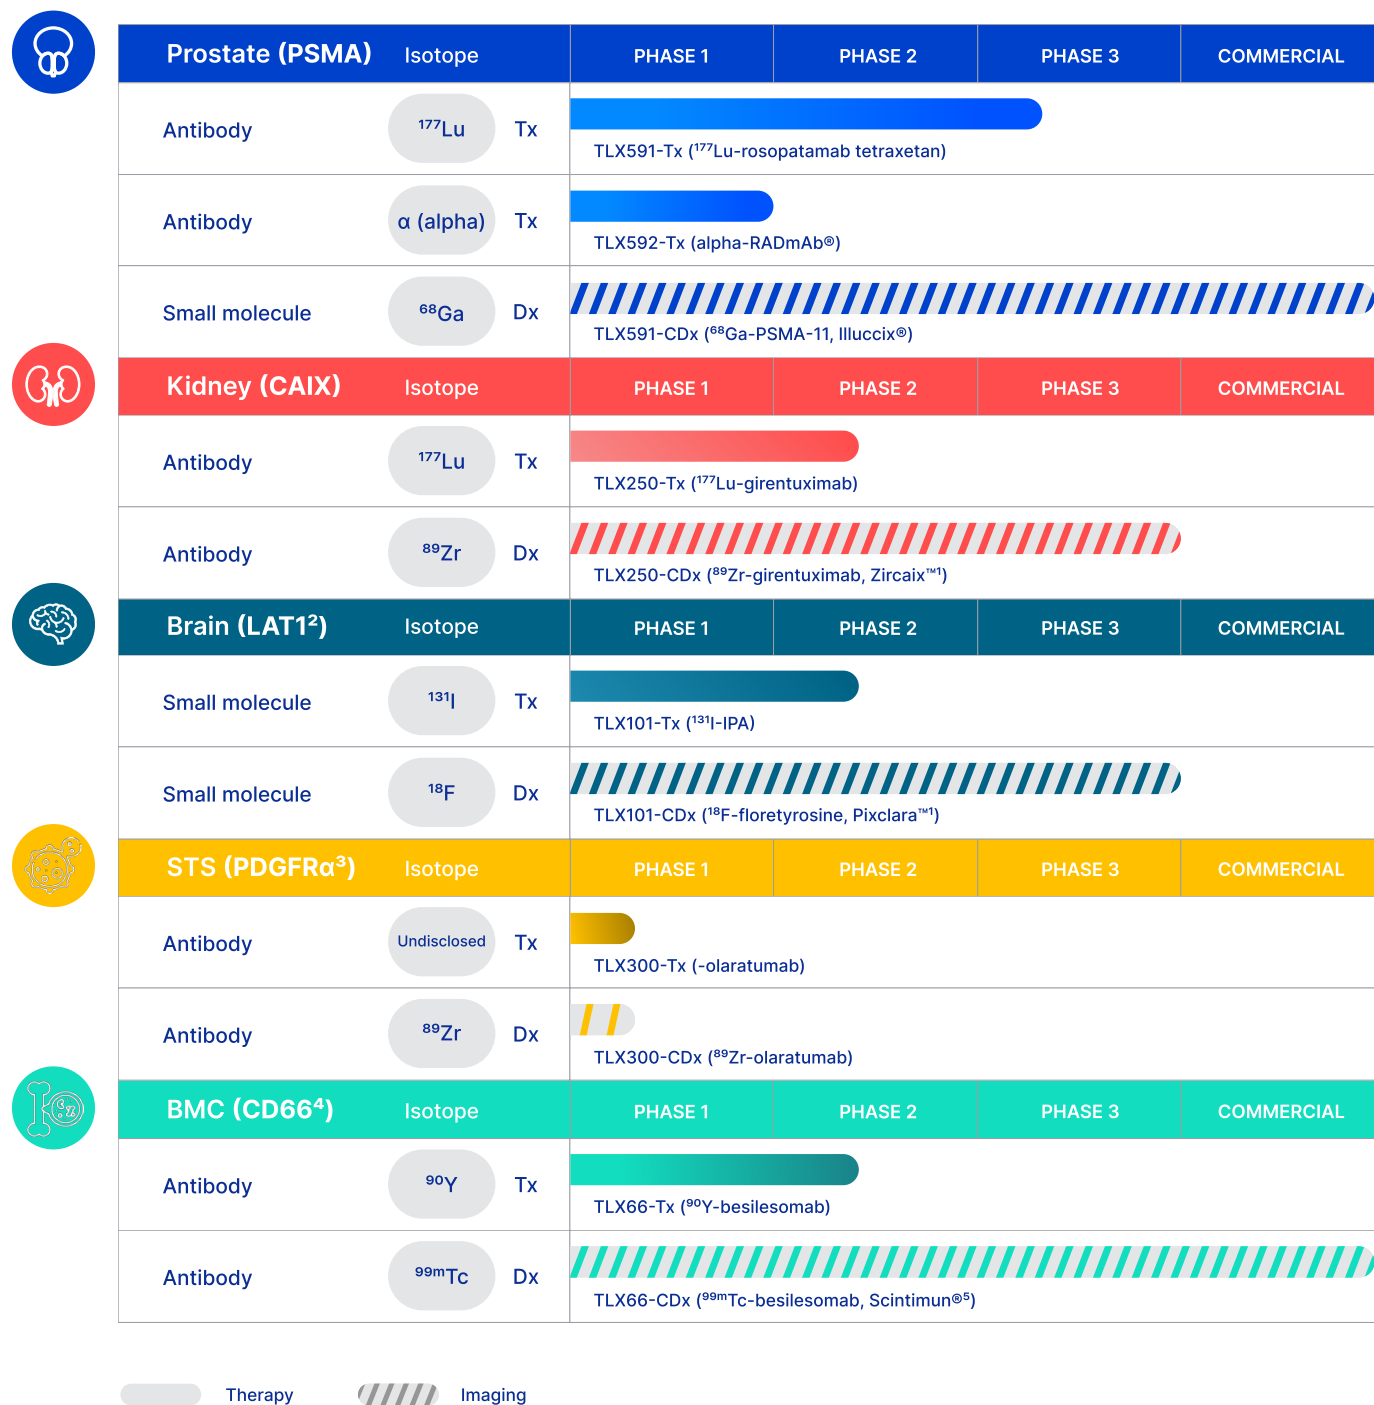 Prostate (PSMA) Isotope PHASE 1 PHASE 2 PHASE 3 COMMERCIAL
Antibody ¹⁷⁷Lu Tx
TLX591-Tx (¹⁷⁷Lu-rosopatamab tetraxetan)
Antibody α (alpha) Tx
TLX592-Tx (alpha-RADmAb®)
Small molecule ⁶⁸Ga Dx
TLX591-CDx (⁶⁸Ga-PSMA-11, Illuccix®)
Kidney (CAIX) Isotope PHASE 1 PHASE 2 PHASE 3 COMMERCIAL
Antibody ¹⁷⁷Lu Tx
TLX250-Tx (¹⁷⁷Lu-girentuximab)
Antibody ⁸⁹Zr Dx
TLX250-CDx (⁸⁹Zr-girentuximab, Zircaix™¹)
Brain (LAT1²) Isotope PHASE 1 PHASE 2 PHASE 3 COMMERCIAL
Small molecule ¹³¹I Tx
TLX101-Tx (¹³¹I-IPA)
Small molecule ¹⁸F Dx
TLX101-CDx (¹⁸F-floretyrosine, Pixclara™¹)
STS (PDGFRα³) Isotope PHASE 1 PHASE 2 PHASE 3 COMMERCIAL
Antibody Undisclosed Tx
TLX300-Tx (-olaratumab)
Antibody ⁸⁹Zr Dx
TLX300-CDx (⁸⁹Zr-olaratumab)
BMC (CD66⁴) Isotope PHASE 1 PHASE 2 PHASE 3 COMMERCIAL
Antibody ⁹⁰Y Tx
TLX66-Tx (⁹⁰Y-besilesomab)
Antibody ⁹⁹ᵐTc Dx
TLX66-CDx (⁹⁹ᵐTc-besilesomab, Scintimun®⁵)
Therapy Imaging